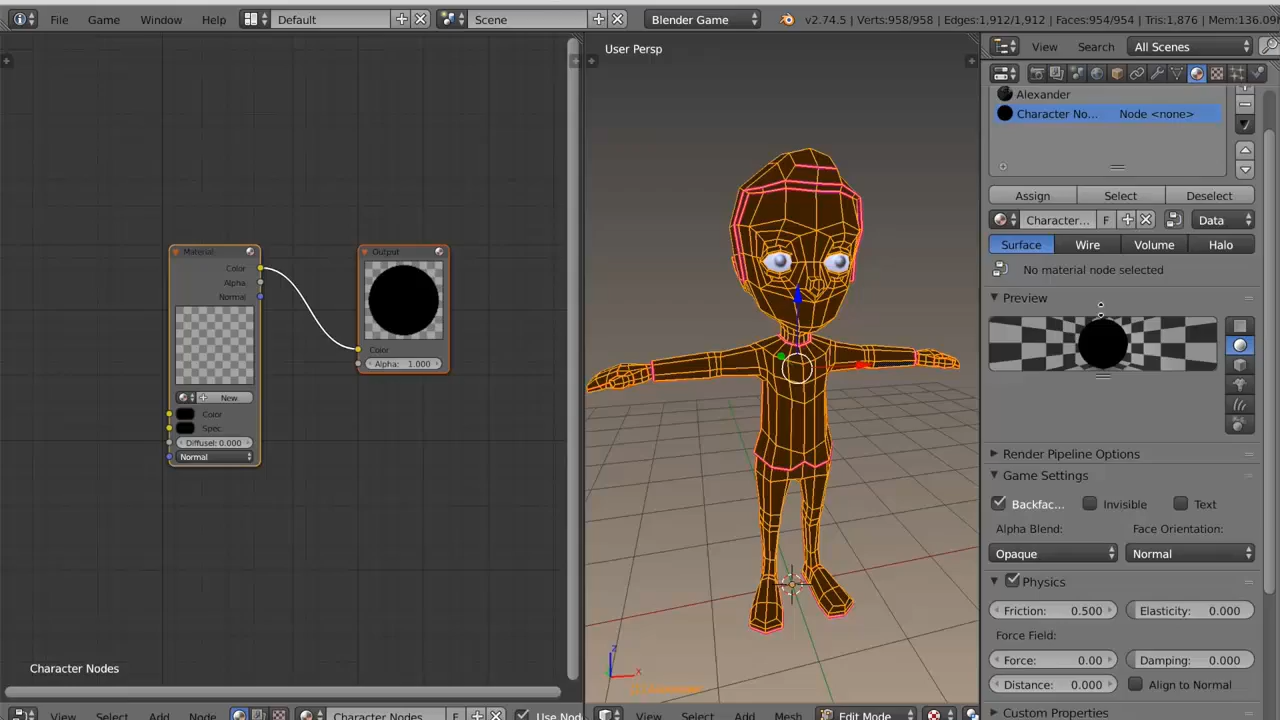 File Game Window Help Default Scene Blender Game v2.74.5 | Verts:958/958 | Edges:1,912/1,912 | Faces:954/954 | Tris:1,876 | Mem:136.09
User Persp
View Search All Scenes
Alexander
Character No... Node <none>
Assign Select Deselect
Character... F Data
Surface Wire Volume Halo
No material node selected
Preview
Render Pipeline Options
Game Settings
Backfac... Invisible Text
Alpha Blend: Face Orientation:
Opaque Normal
Physics
Friction: 0.500 Elasticity: 0.000
Force Field:
Force: 0.00 Damping: 0.000
Distance: 0.000 Align to Normal
Custom Properties
Material
Color
Alpha
Normal
New
Color
Spec
DiffuseI: 0.000
Normal
Output
Color
Alpha: 1.000
Character Nodes
View Select Add Node Character Nodes F Use Nod
Z
X
View Select Add Mesh Edit Mode